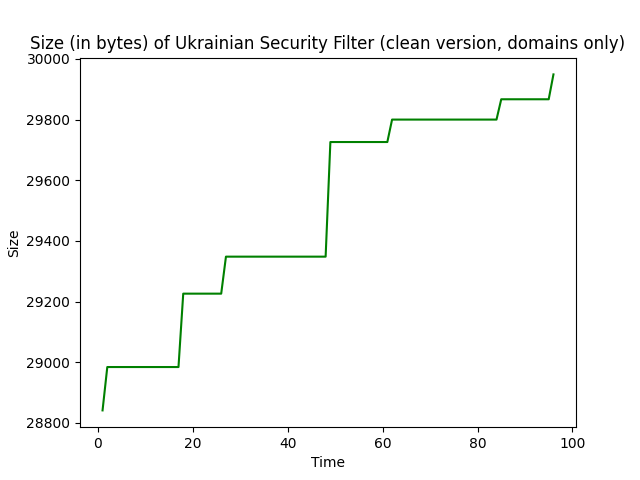 Size (in bytes) of Ukrainian Security Filter (clean version, domains only)
30000
29800
29600
29400
29200
29000
28800
Size
0 20 40 60 80 100
Time